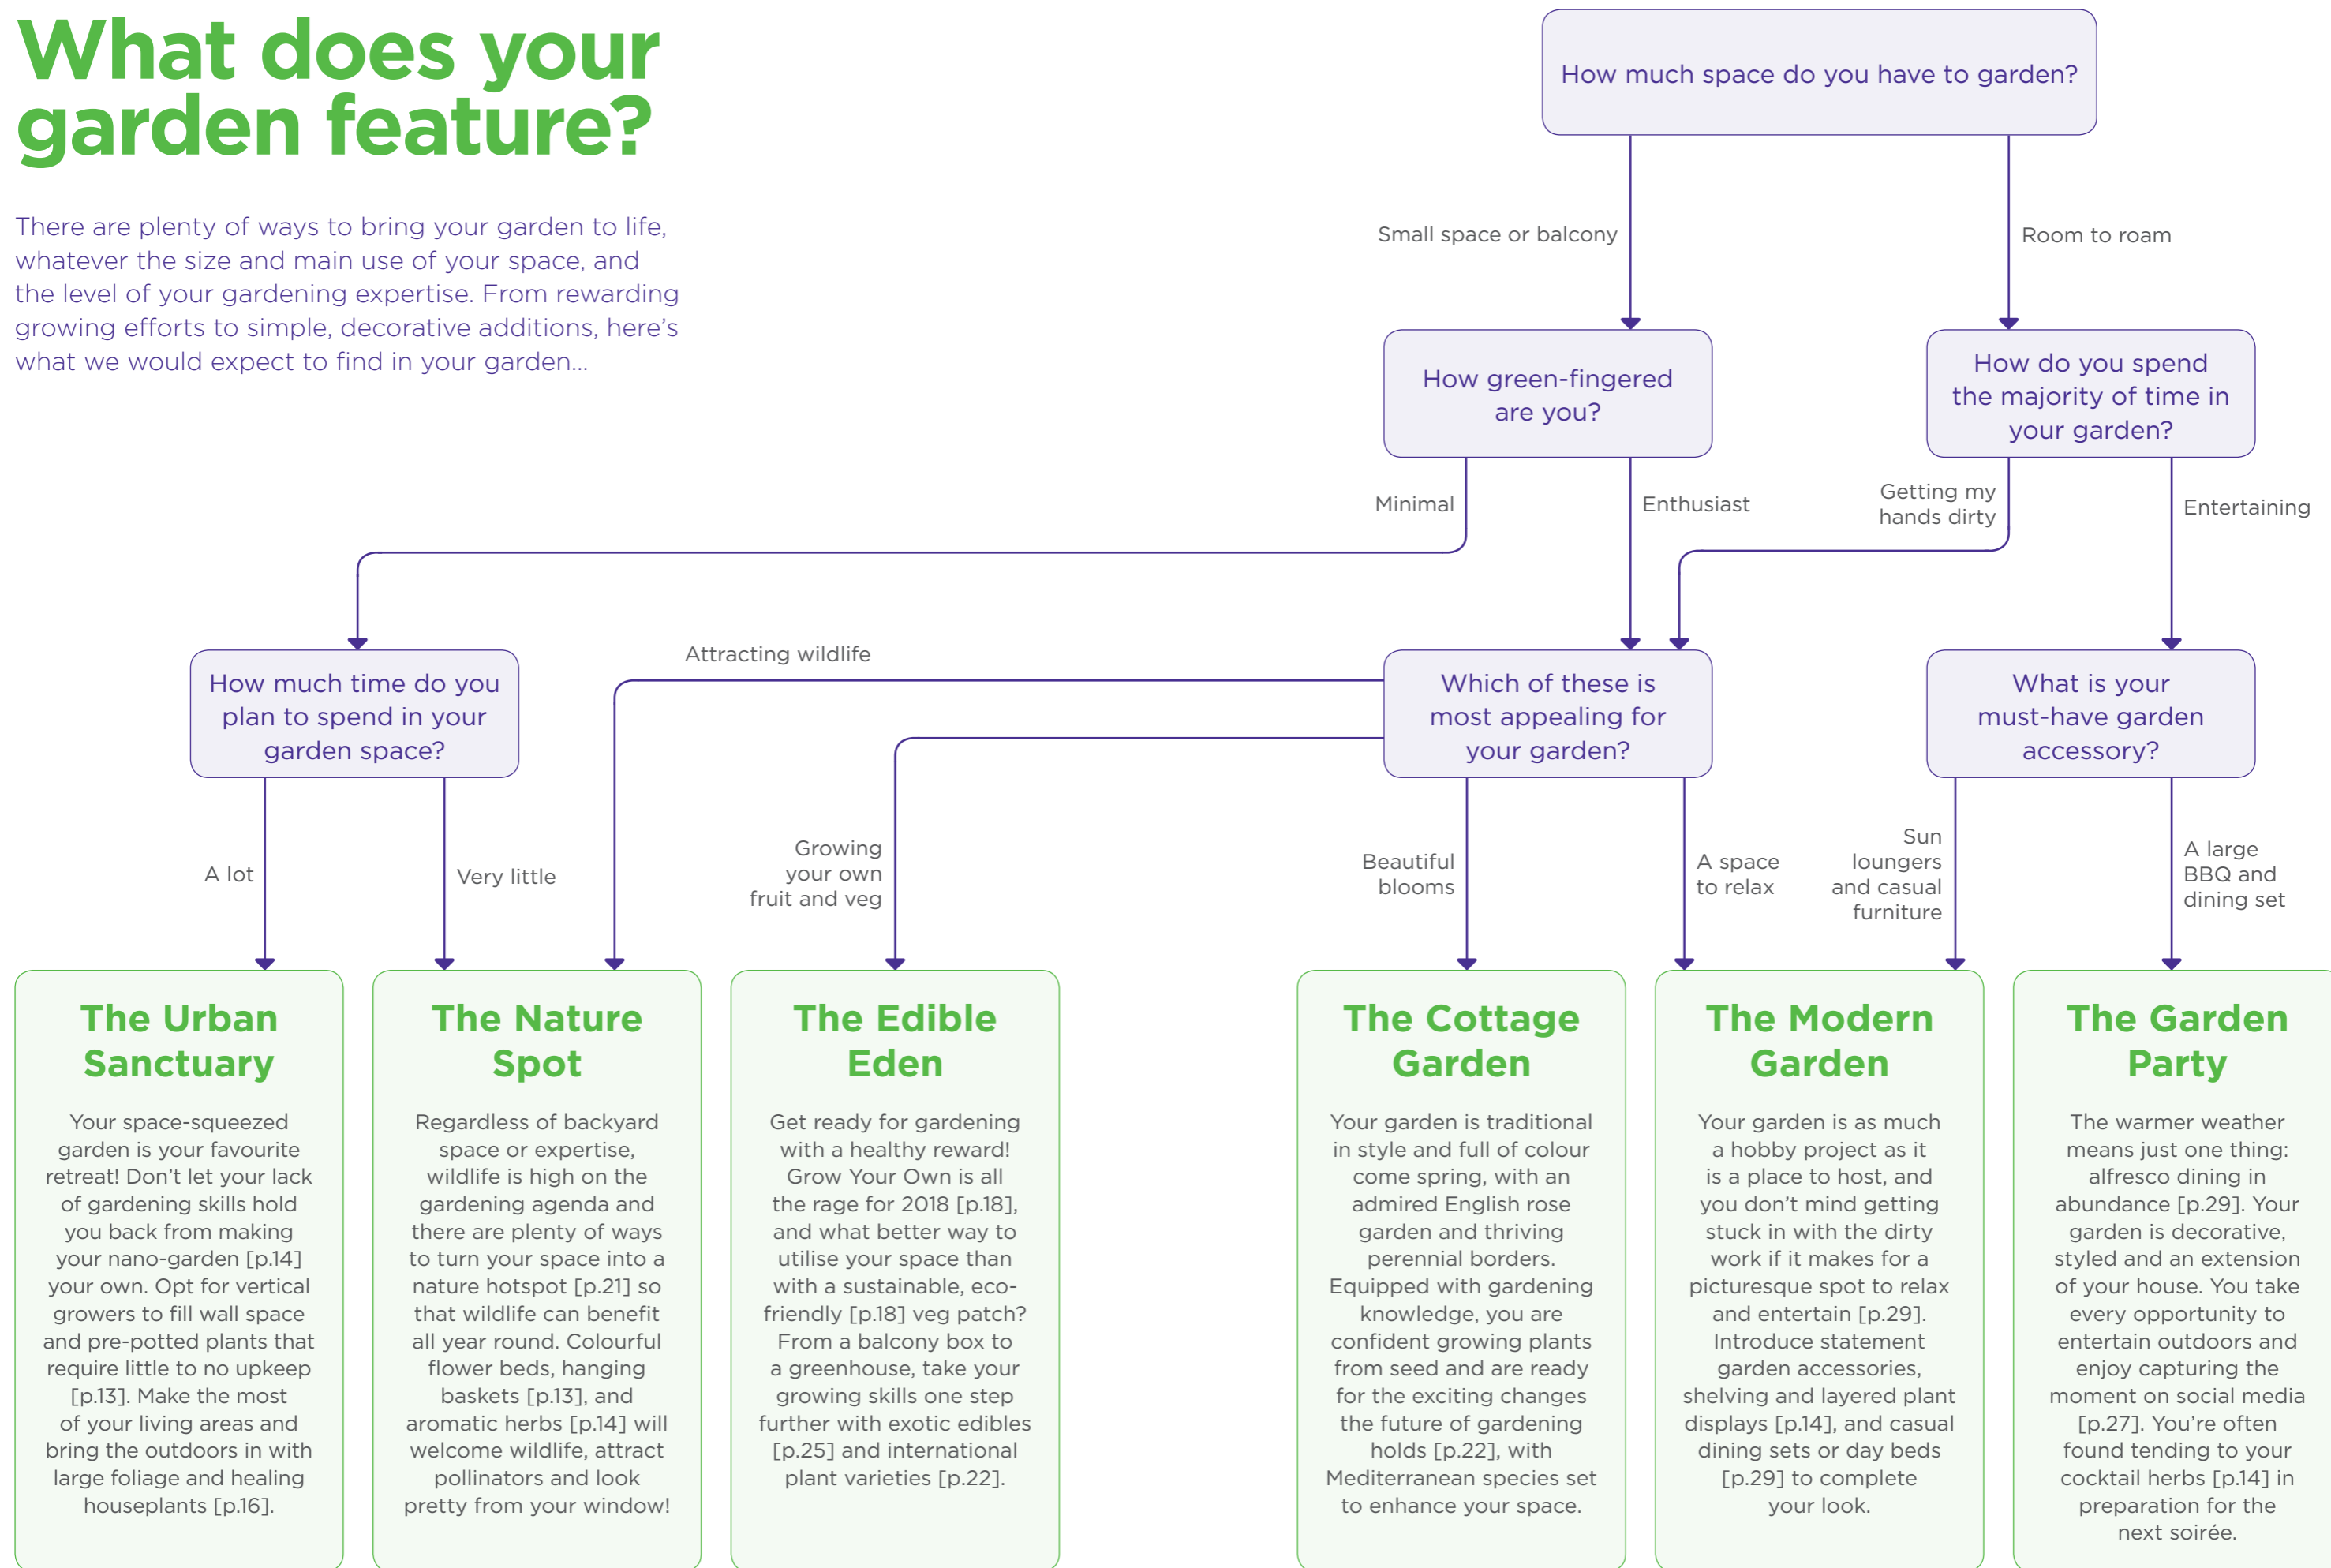 What does your
garden feature?
There are plenty of ways to bring your garden to life,
whatever the size and main use of your space, and
the level of your gardening expertise. From rewarding
growing efforts to simple, decorative additions, here's
what we would expect to find in your garden...
How much space do you have to garden?
Small space or balcony
Room to roam
How green-fingered
are you?
How do you spend
the majority of time in
your garden?
Minimal
Enthusiast
Getting my
hands dirty
Entertaining
How much time do you
plan to spend in your
garden space?
Attracting wildlife
Which of these is
most appealing for
your garden?
What is your
must-have garden
accessory?
A lot
Very little
Growing
your own
fruit and veg
Beautiful
blooms
A space
to relax
Sun
loungers
and casual
furniture
A large
BBQ and
dining set
The Urban
Sanctuary
Your space-squeezed
garden is your favourite
retreat! Don't let your lack
of gardening skills hold
you back from making
your nano-garden [p.14]
your own. Opt for vertical
growers to fill wall space
and pre-potted plants that
require little to no upkeep
[p.13]. Make the most
of your living areas and
bring the outdoors in with
large foliage and healing
houseplants [p.16].
The Nature
Spot
Regardless of backyard
space or expertise,
wildlife is high on the
gardening agenda and
there are plenty of ways
to turn your space into a
nature hotspot [p.21] so
that wildlife can benefit
all year round. Colourful
flower beds, hanging
baskets [p.13], and
aromatic herbs [p.14] will
welcome wildlife, attract
pollinators and look
pretty from your window!
The Edible
Eden
Get ready for gardening
with a healthy reward!
Grow Your Own is all
the rage for 2018 [p.18],
and what better way to
utilise your space than
with a sustainable, eco-
friendly [p.18] veg patch?
From a balcony box to
a greenhouse, take your
growing skills one step
further with exotic edibles
[p.25] and international
plant varieties [p.22].
The Cottage
Garden
Your garden is traditional
in style and full of colour
come spring, with an
admired English rose
garden and thriving
perennial borders.
Equipped with gardening
knowledge, you are
confident growing plants
from seed and are ready
for the exciting changes
the future of gardening
holds [p.22], with
Mediterranean species set
to enhance your space.
The Modern
Garden
Your garden is as much
a hobby project as it
is a place to host, and
you don't mind getting
stuck in with the dirty
work if it makes for a
picturesque spot to relax
and entertain [p.29].
Introduce statement
garden accessories,
shelving and layered plant
displays [p.14], and casual
dining sets or day beds
[p.29] to complete
your look.
The Garden
Party
The warmer weather
means just one thing:
alfresco dining in
abundance [p.29]. Your
garden is decorative,
styled and an extension
of your house. You take
every opportunity to
entertain outdoors and
enjoy capturing the
moment on social media
[p.27]. You're often
found tending to your
cocktail herbs [p.14] in
preparation for the
next soirée.